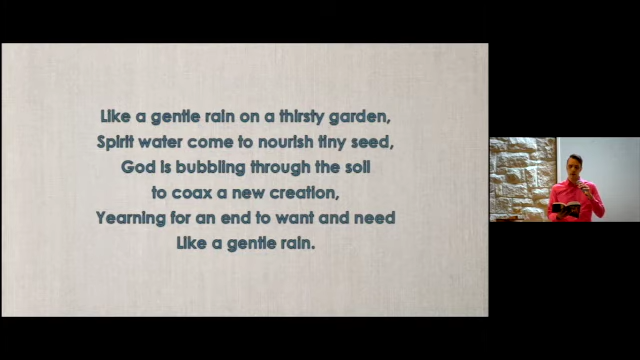 Like a gentle rain on a thirsty garden,
Spirit water come to nourish tiny seed,
God is bubbling through the soil
to coax a new creation,
Yearning for an end to want and need
Like a gentle rain.